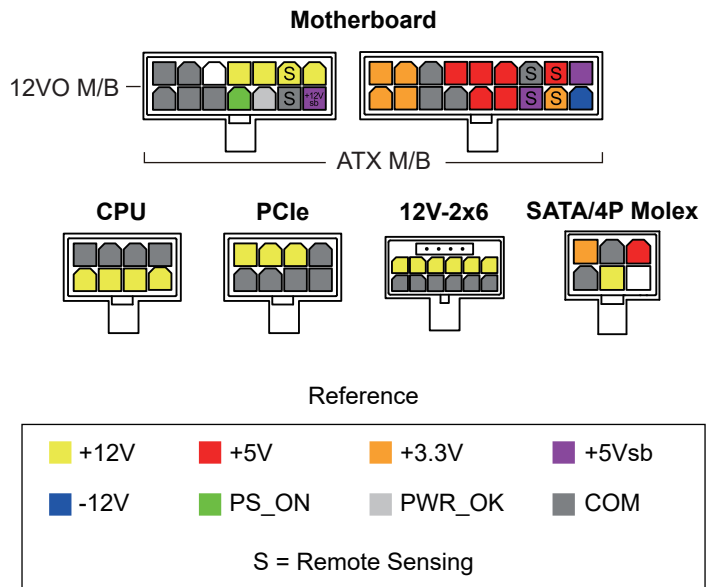 Motherboard
S
S S
12VO M/B
S +12V sb
S S
ATX M/B
CPU PCIe 12V-2x6 SATA/4P Molex
Reference
+12V +5V +3.3V +5Vsb
-12V PS_ON PWR_OK COM
S = Remote Sensing